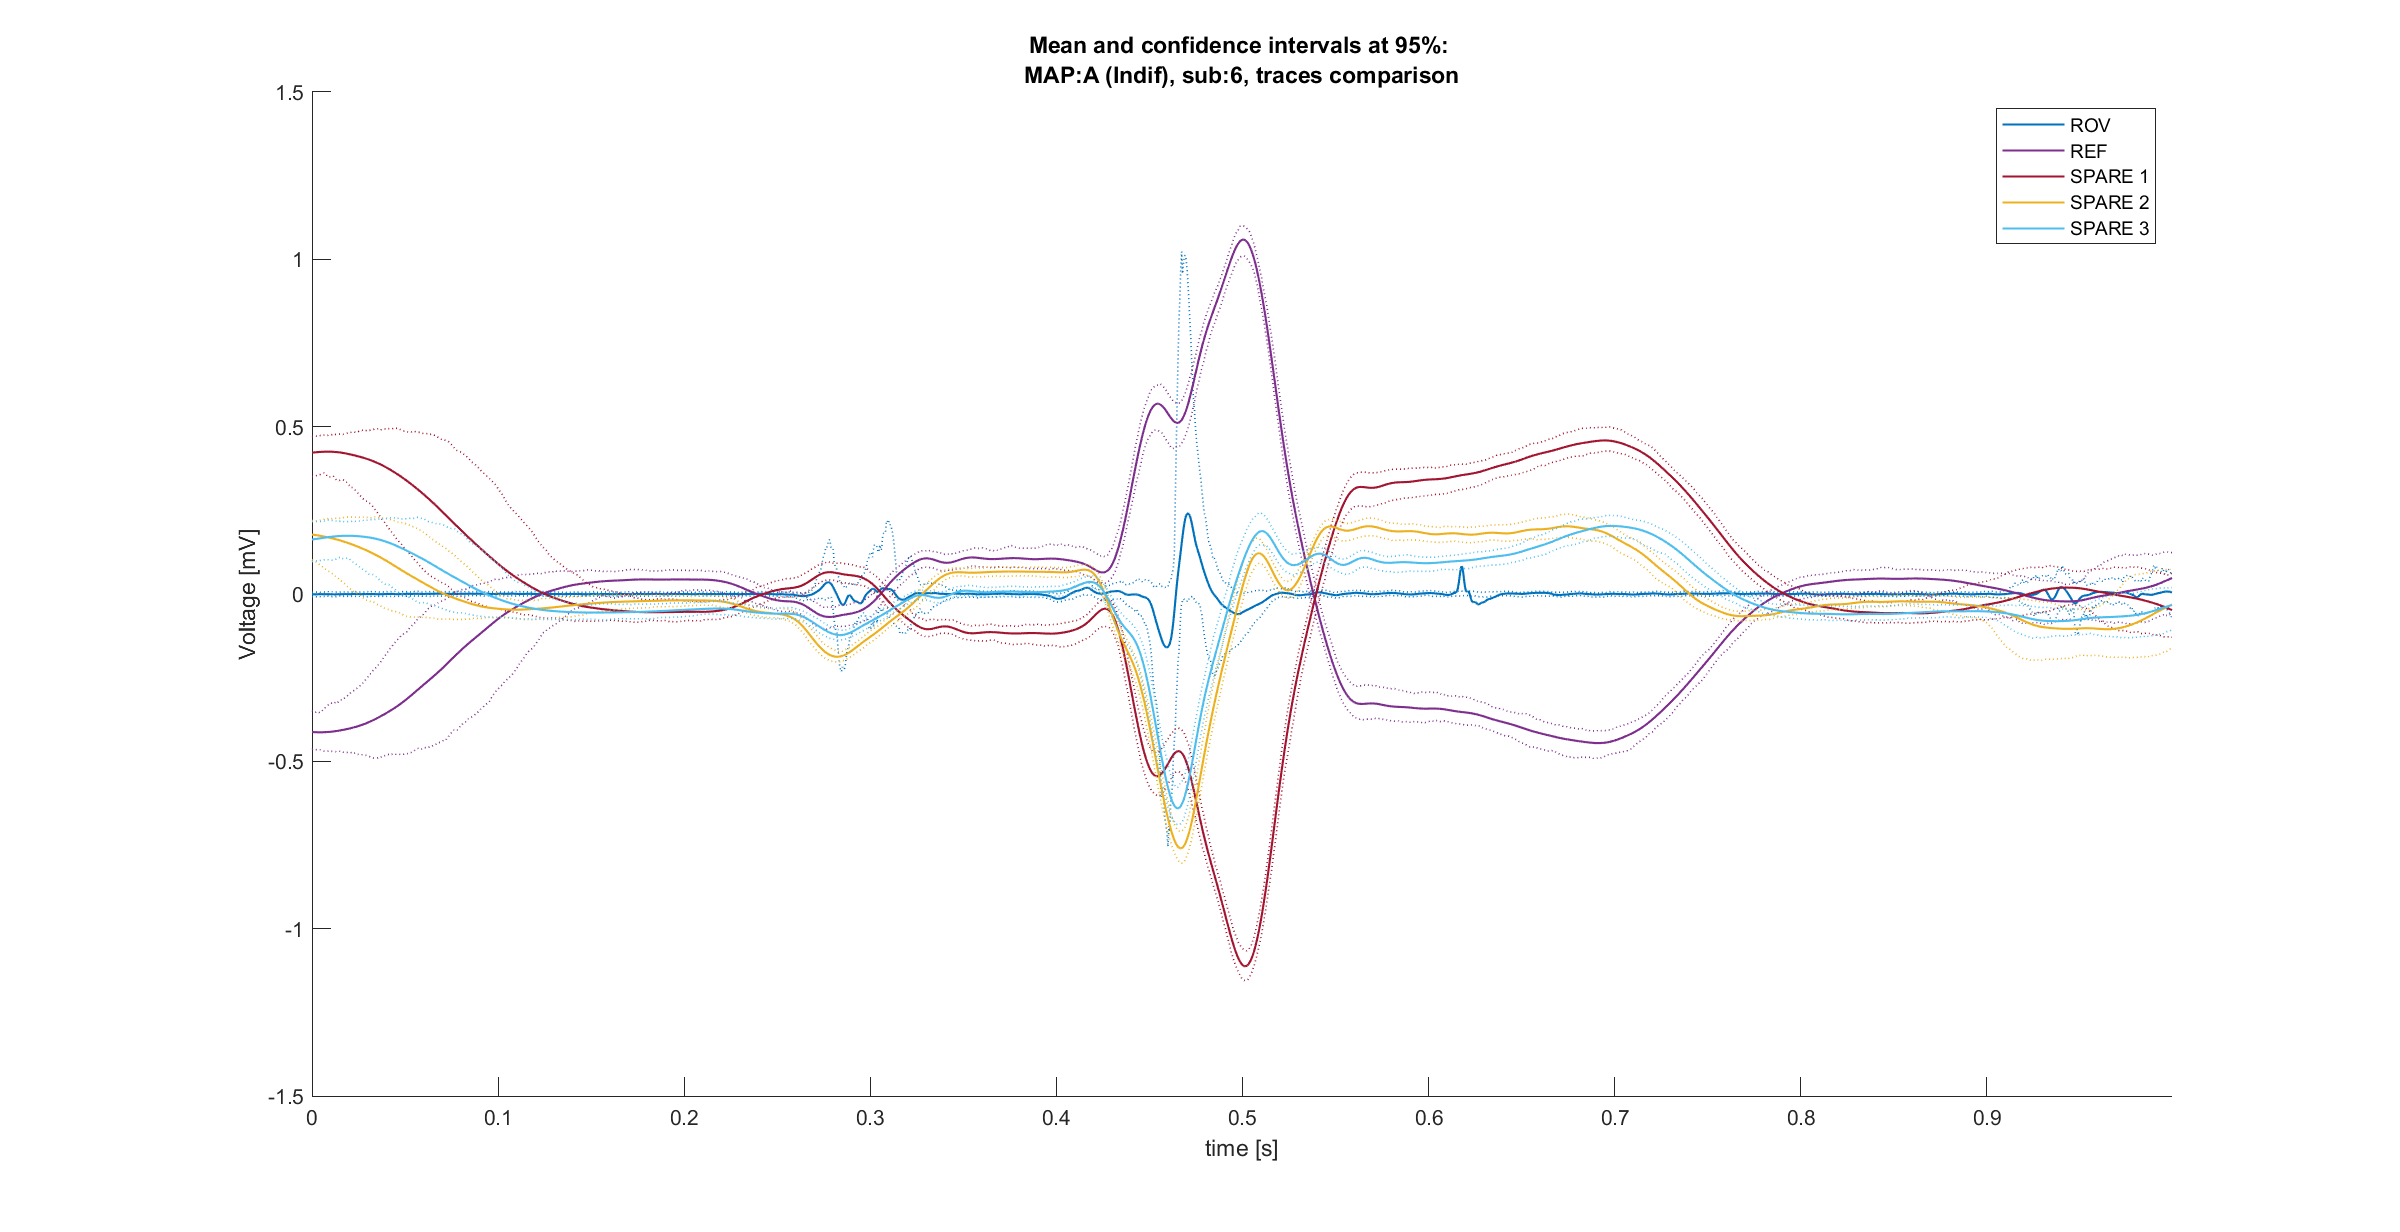 Mean and confidence intervals at 95%:
MAP:A (Indif), sub:6, traces comparison
1.5
1
0.5
0
-0.5
-1
-1.5
Voltage [mV]
ROV
REF
SPARE 1
SPARE 2
SPARE 3
0
0.1
0.2
0.3
0.4
0.5
0.6
0.7
0.8
0.9
time [s]